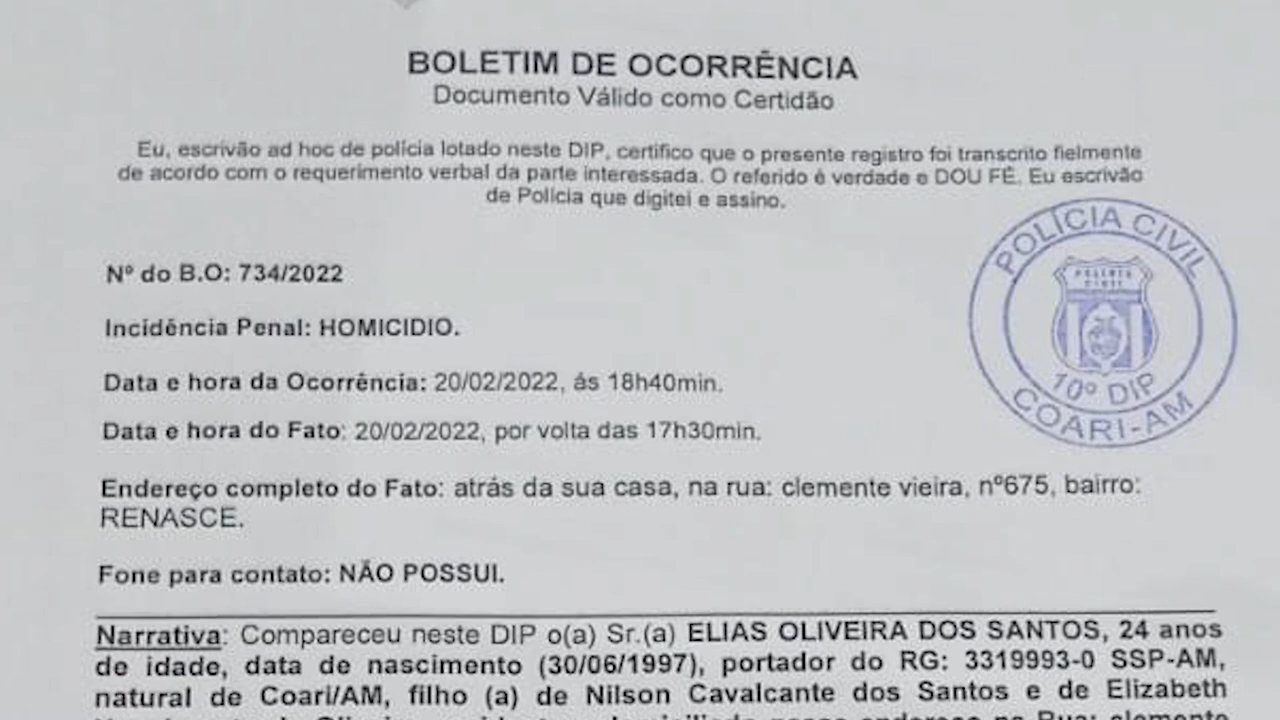 BOLETIM DE OCORRÊNCIA
Documento Válido como Certidão
Eu, escrivão ad hoc de polícia lotado neste DIP, certifico que o presente registro foi transcrito fielmente
de acordo com o requerimento verbal da parte interessada. O referido é verdade e DOU FÉ. Eu escrivão
de Polícia que digitei e assino.
POLÍCIA CIVIL
POLÍCIA
CIVIL
10º DIP
COARI-AM
Nº do B.O: 734/2022
Incidência Penal: HOMICIDIO.
Data e hora da Ocorrência: 20/02/2022, ás 18h40min.
Data e hora do Fato: 20/02/2022, por volta das 17h30min.
Endereço completo do Fato: atrás da sua casa, na rua: clemente vieira, nº675, bairro:
RENASCE.
Fone para contato: NÃO POSSUI.
Narrativa: Compareceu neste DIP o(a) Sr.(a) ELIAS OLIVEIRA DOS SANTOS, 24 anos
de idade, data de nascimento (30/06/1997), portador do RG: 3319993-0 SSP-AM,
natural de Coari/AM, filho (a) de Nilson Cavalcante dos Santos e de Elizabeth